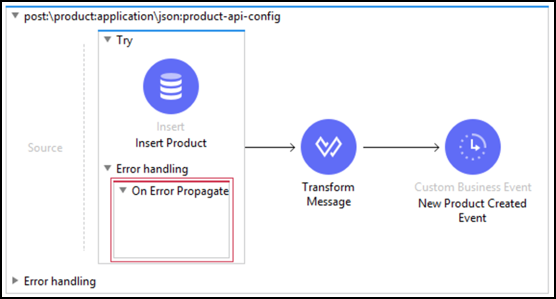 post:\product:application\json:product-api-config
Try
Source
Insert
Insert Product
Error handling
On Error Propagate
Transform
Message
Custom Business Event
New Product Created
Event
Error handling